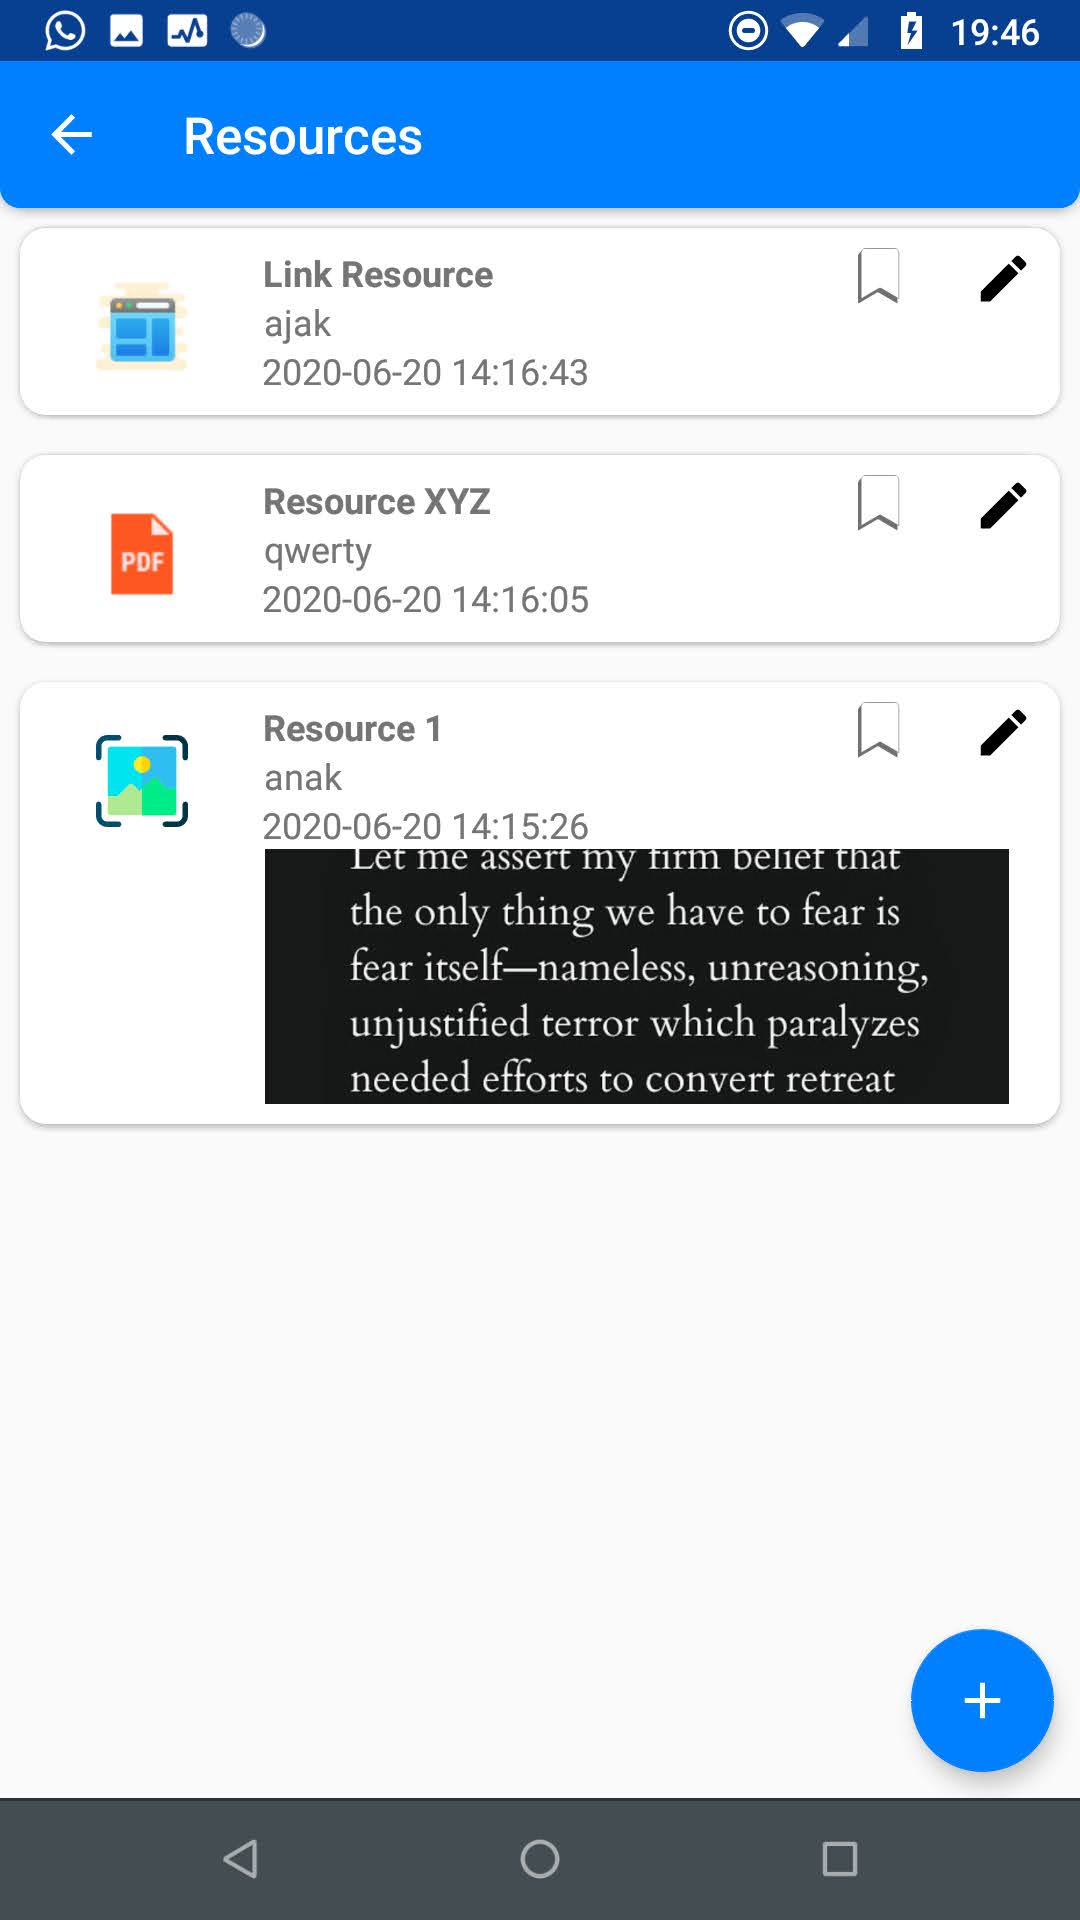 19:46
Resources
Link Resource
ajak
2020-06-20 14:16:43
PDF
Resource XYZ
qwerty
2020-06-20 14:16:05
Resource 1
anak
2020-06-20 14:15:26
Let me assert my firm belief that
the only thing we have to fear is
fear itself—nameless, unreasoning,
unjustified terror which paralyzes
needed efforts to convert retreat